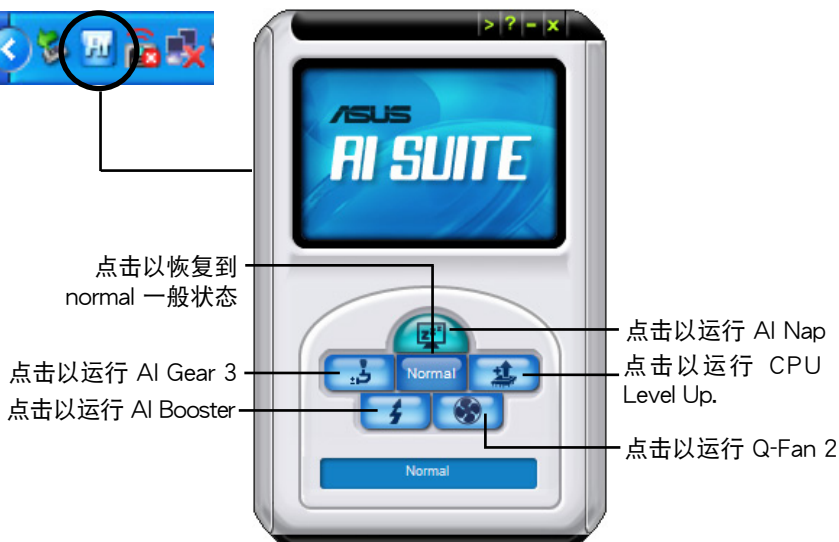 > ? - x
AI
ASUS
AI SUITE
点击以恢复到
normal 一般状态
zzz
点击以运行 AI Nap
点击以运行 AI Gear 3
Normal
点击以运行 CPU
Level Up.
点击以运行 AI Booster
点击以运行 Q-Fan 2
Normal